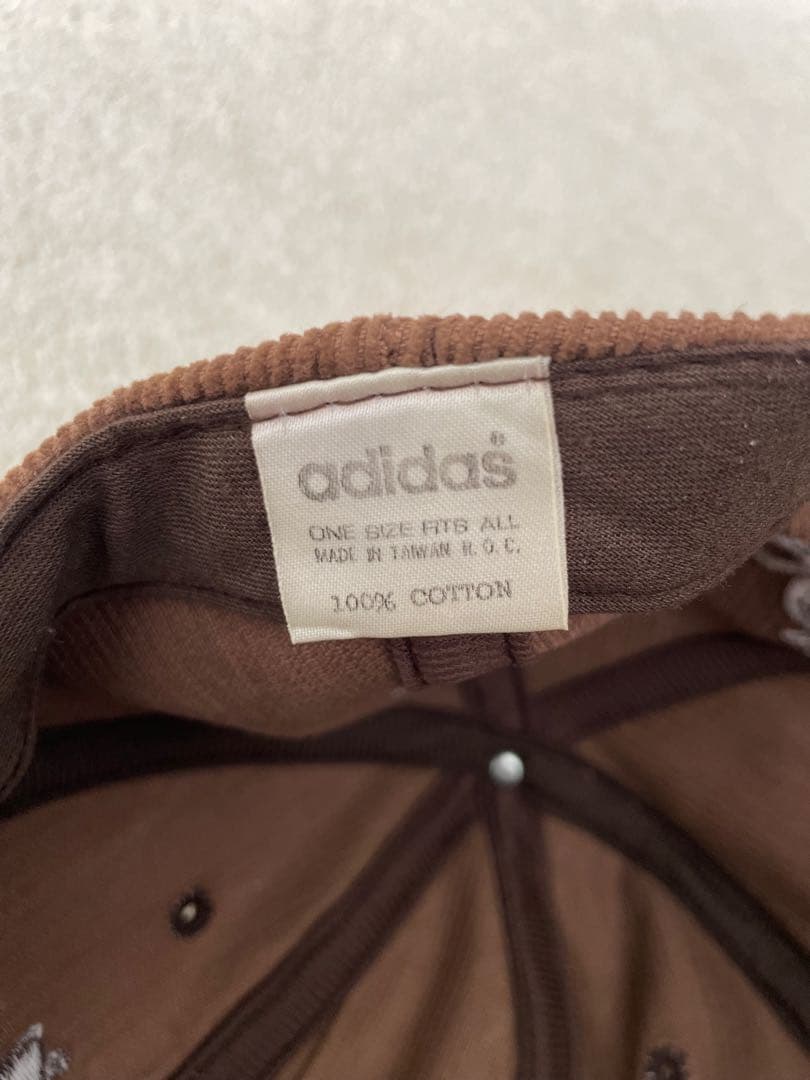 adidas
ONE SIZE FITS ALL
MADE IN TAIWAN R.O.C.
100% COTTON